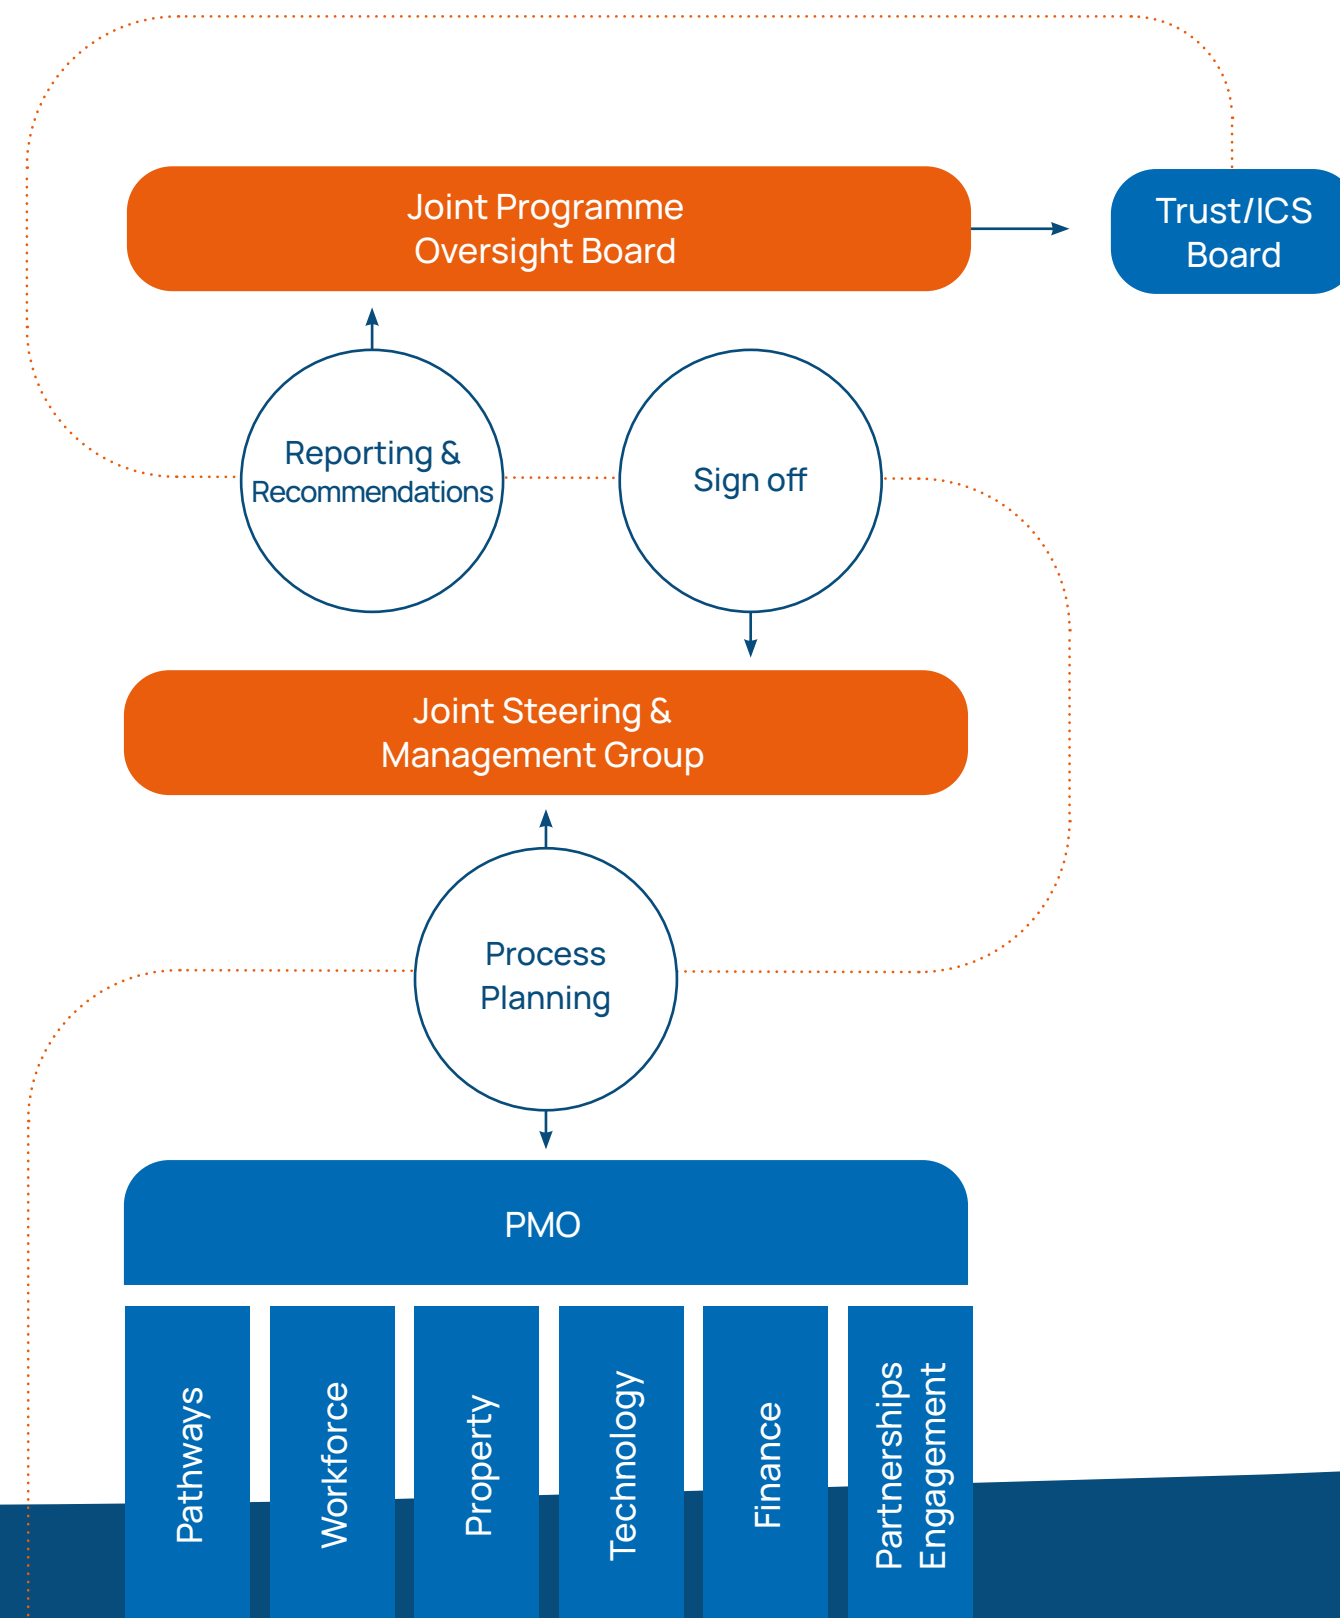 Joint Programme
Oversight Board
Trust/ICS
Board
Reporting &
Recommendations
Sign off
Joint Steering &
Management Group
Process
Planning
PMO
Pathways
Workforce
Property
Technology
Finance
Partnerships
Engagement